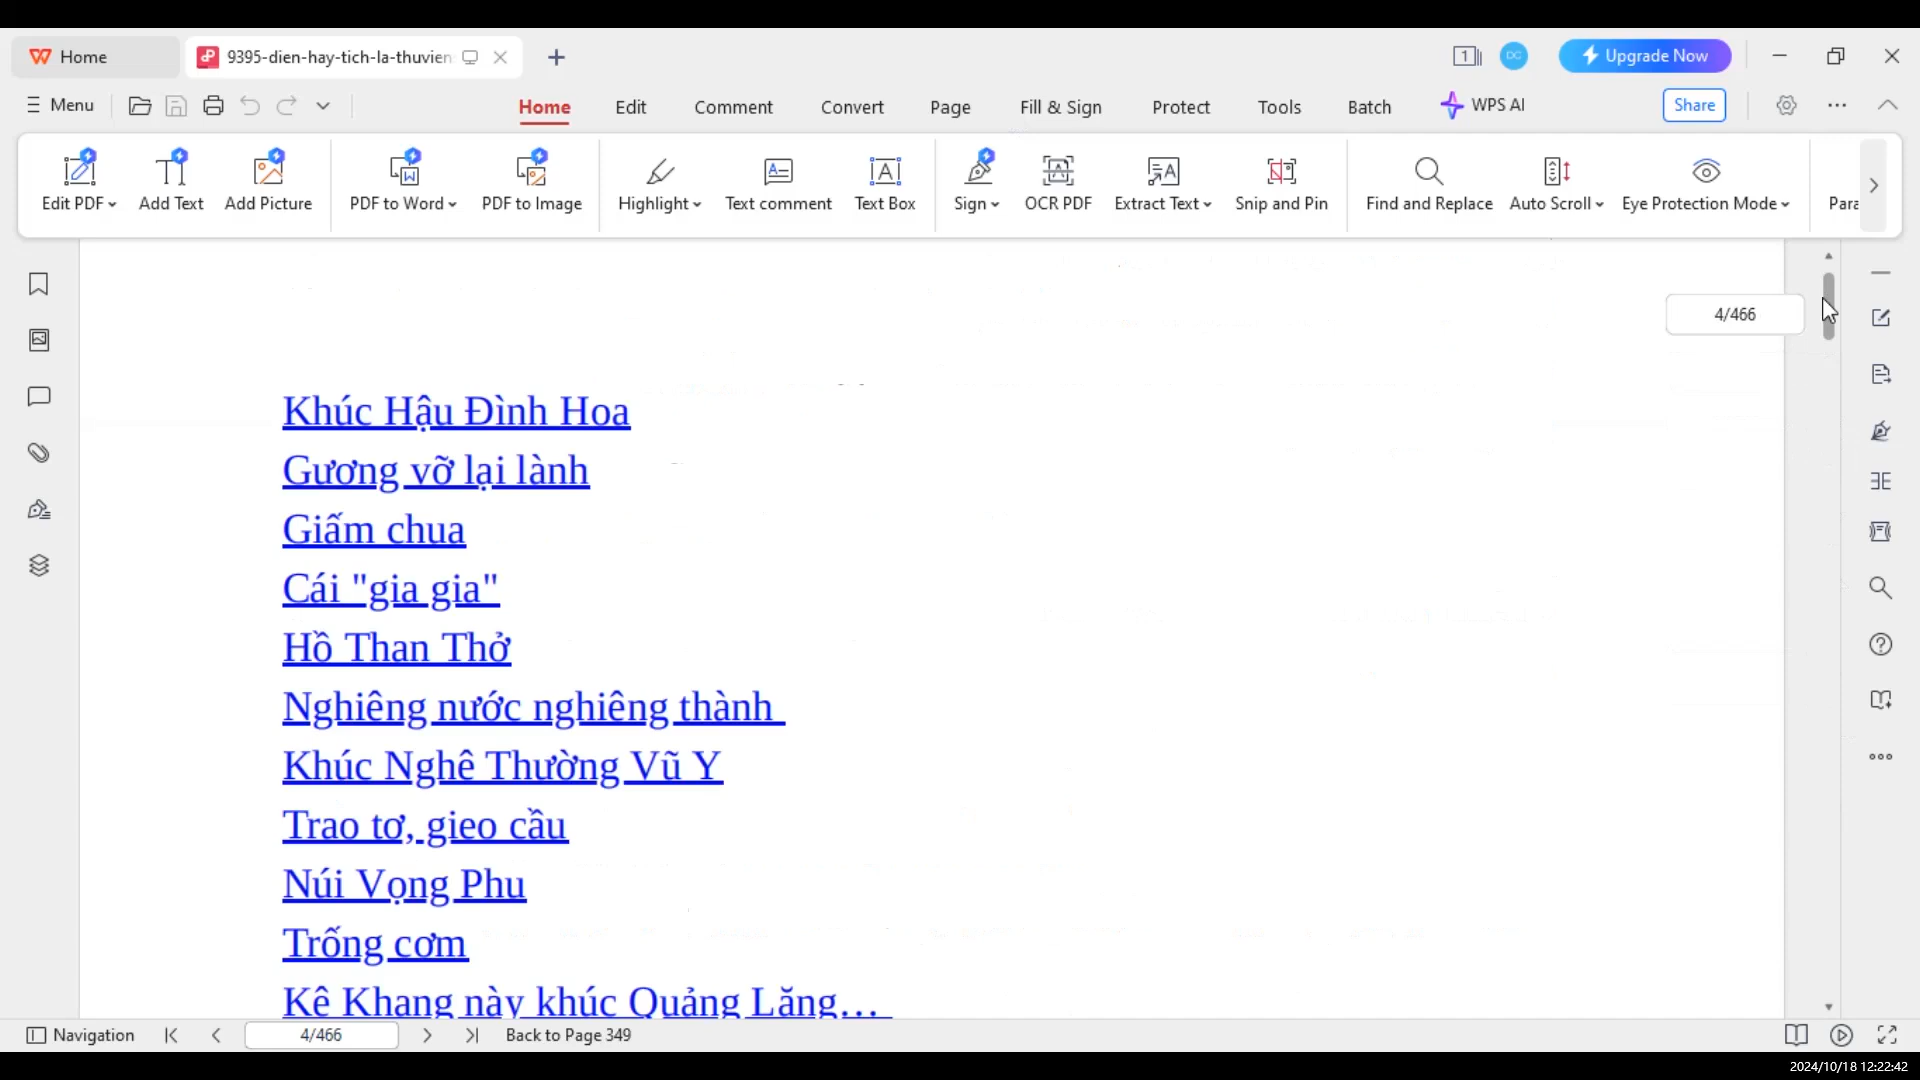 Home
9395-dien-hay-tich-la-thuvien
1
DC
Upgrade Now
Menu
Home
Edit
Comment
Convert
Page
Fill & Sign
Protect
Tools
Batch
WPS AI
Share
Edit PDF
Add Text
Add Picture
PDF to Word
PDF to Image
Highlight
Text comment
Text Box
Sign
OCR PDF
Extract Text
Snip and Pin
Find and Replace
Auto Scroll
Eye Protection Mode
Para
4/466
Khúc Hậu Đình Hoa
Gương vỡ lại lành
Giấm chua
Cái "gia gia"
Hồ Than Thở
Nghiêng nước nghiêng thành
Khúc Nghê Thường Vũ Y
Trao tơ, gieo cầu
Núi Vọng Phu
Trống cơm
Kê Khang này khúc Quảng Lăng...
Navigation
4/466
Back to Page 349
2024/10/18 12:22:42